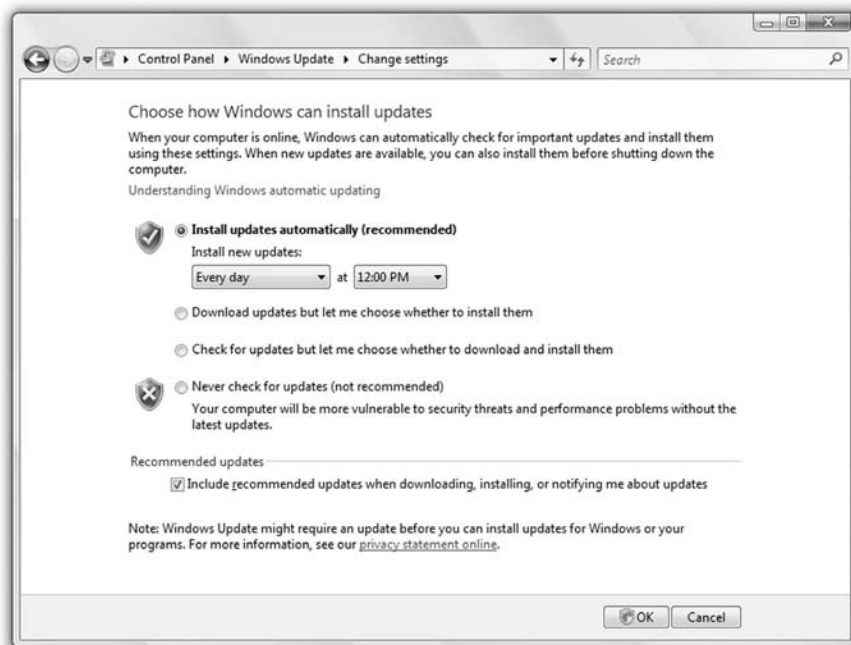 Control Panel Windows Update Change settings
Search
Choose how Windows can install updates
When your computer is online, Windows can automatically check for important updates and install them
using these settings. When new updates are available, you can also install them before shutting down the
computer.
Understanding Windows automatic updating
Install updates automatically (recommended)
Install new updates:
Every day at 12:00 PM
Download updates but let me choose whether to install them
Check for updates but let me choose whether to download and install them
Never check for updates (not recommended)
Your computer will be more vulnerable to security threats and performance problems without the
latest updates.
Recommended updates
Include recommended updates when downloading, installing, or notifying me about updates
Note: Windows Update might require an update before you can install updates for Windows or your
programs. For more information, see our privacy statement online.
OK Cancel